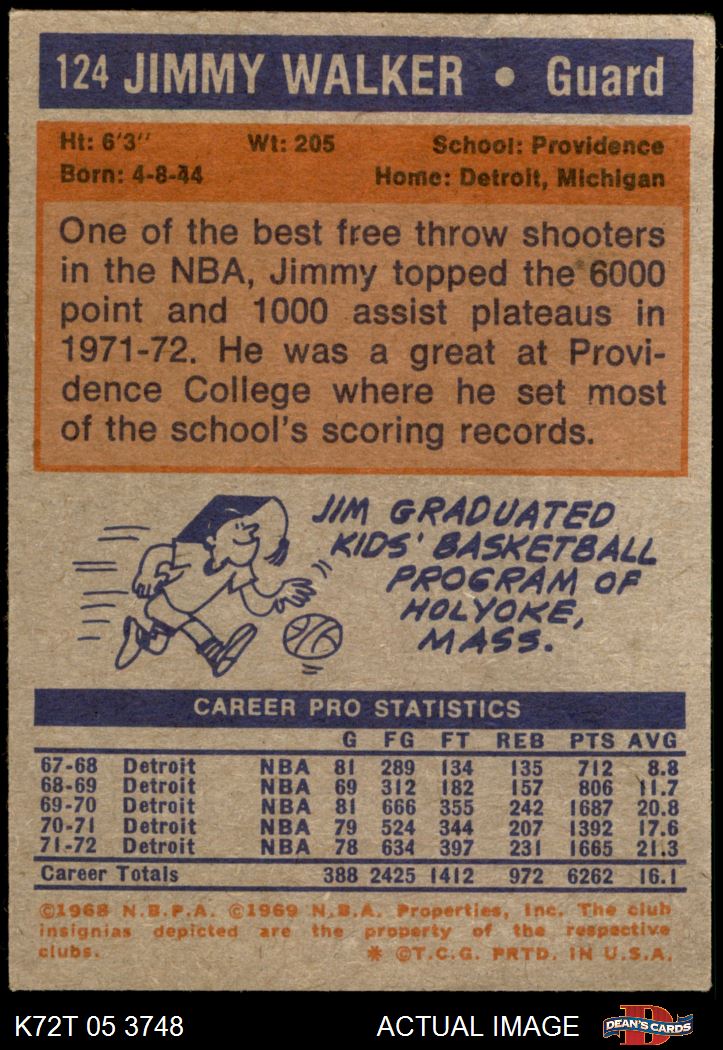 124 JIMMY WALKER • Guard
Ht: 6'3" Wt: 205 School: Providence
Born: 4-8-44 Home: Detroit, Michigan
One of the best free throw shooters
in the NBA, Jimmy topped the 6000
point and 1000 assist plateaus in
1971-72. He was a great at Provi-
dence College where he set most
of the school's scoring records.
JIM GRADUATED
KIDS' BASKETBALL
PROGRAM OF
HOLYOKE,
MASS.
CAREER PRO STATISTICS
G FG FT REB PTS AVG
67-68 Detroit NBA 81 289 134 135 712 8.8
68-69 Detroit NBA 69 312 182 157 806 11.7
69-70 Detroit NBA 81 666 355 242 1687 20.8
70-71 Detroit NBA 79 524 344 207 1392 17.6
71-72 Detroit NBA 78 634 397 231 1665 21.3
Career Totals 388 2425 1412 972 6262 16.1
©1968 N.B.P.A. ©1969 N.B.A. Properties, Inc. The club
insignias depicted are the property of the respective
clubs. * ©T.C.G. PRTD. IN U.S.A.
K72T 05 3748 ACTUAL IMAGE DEAN'S CARDS